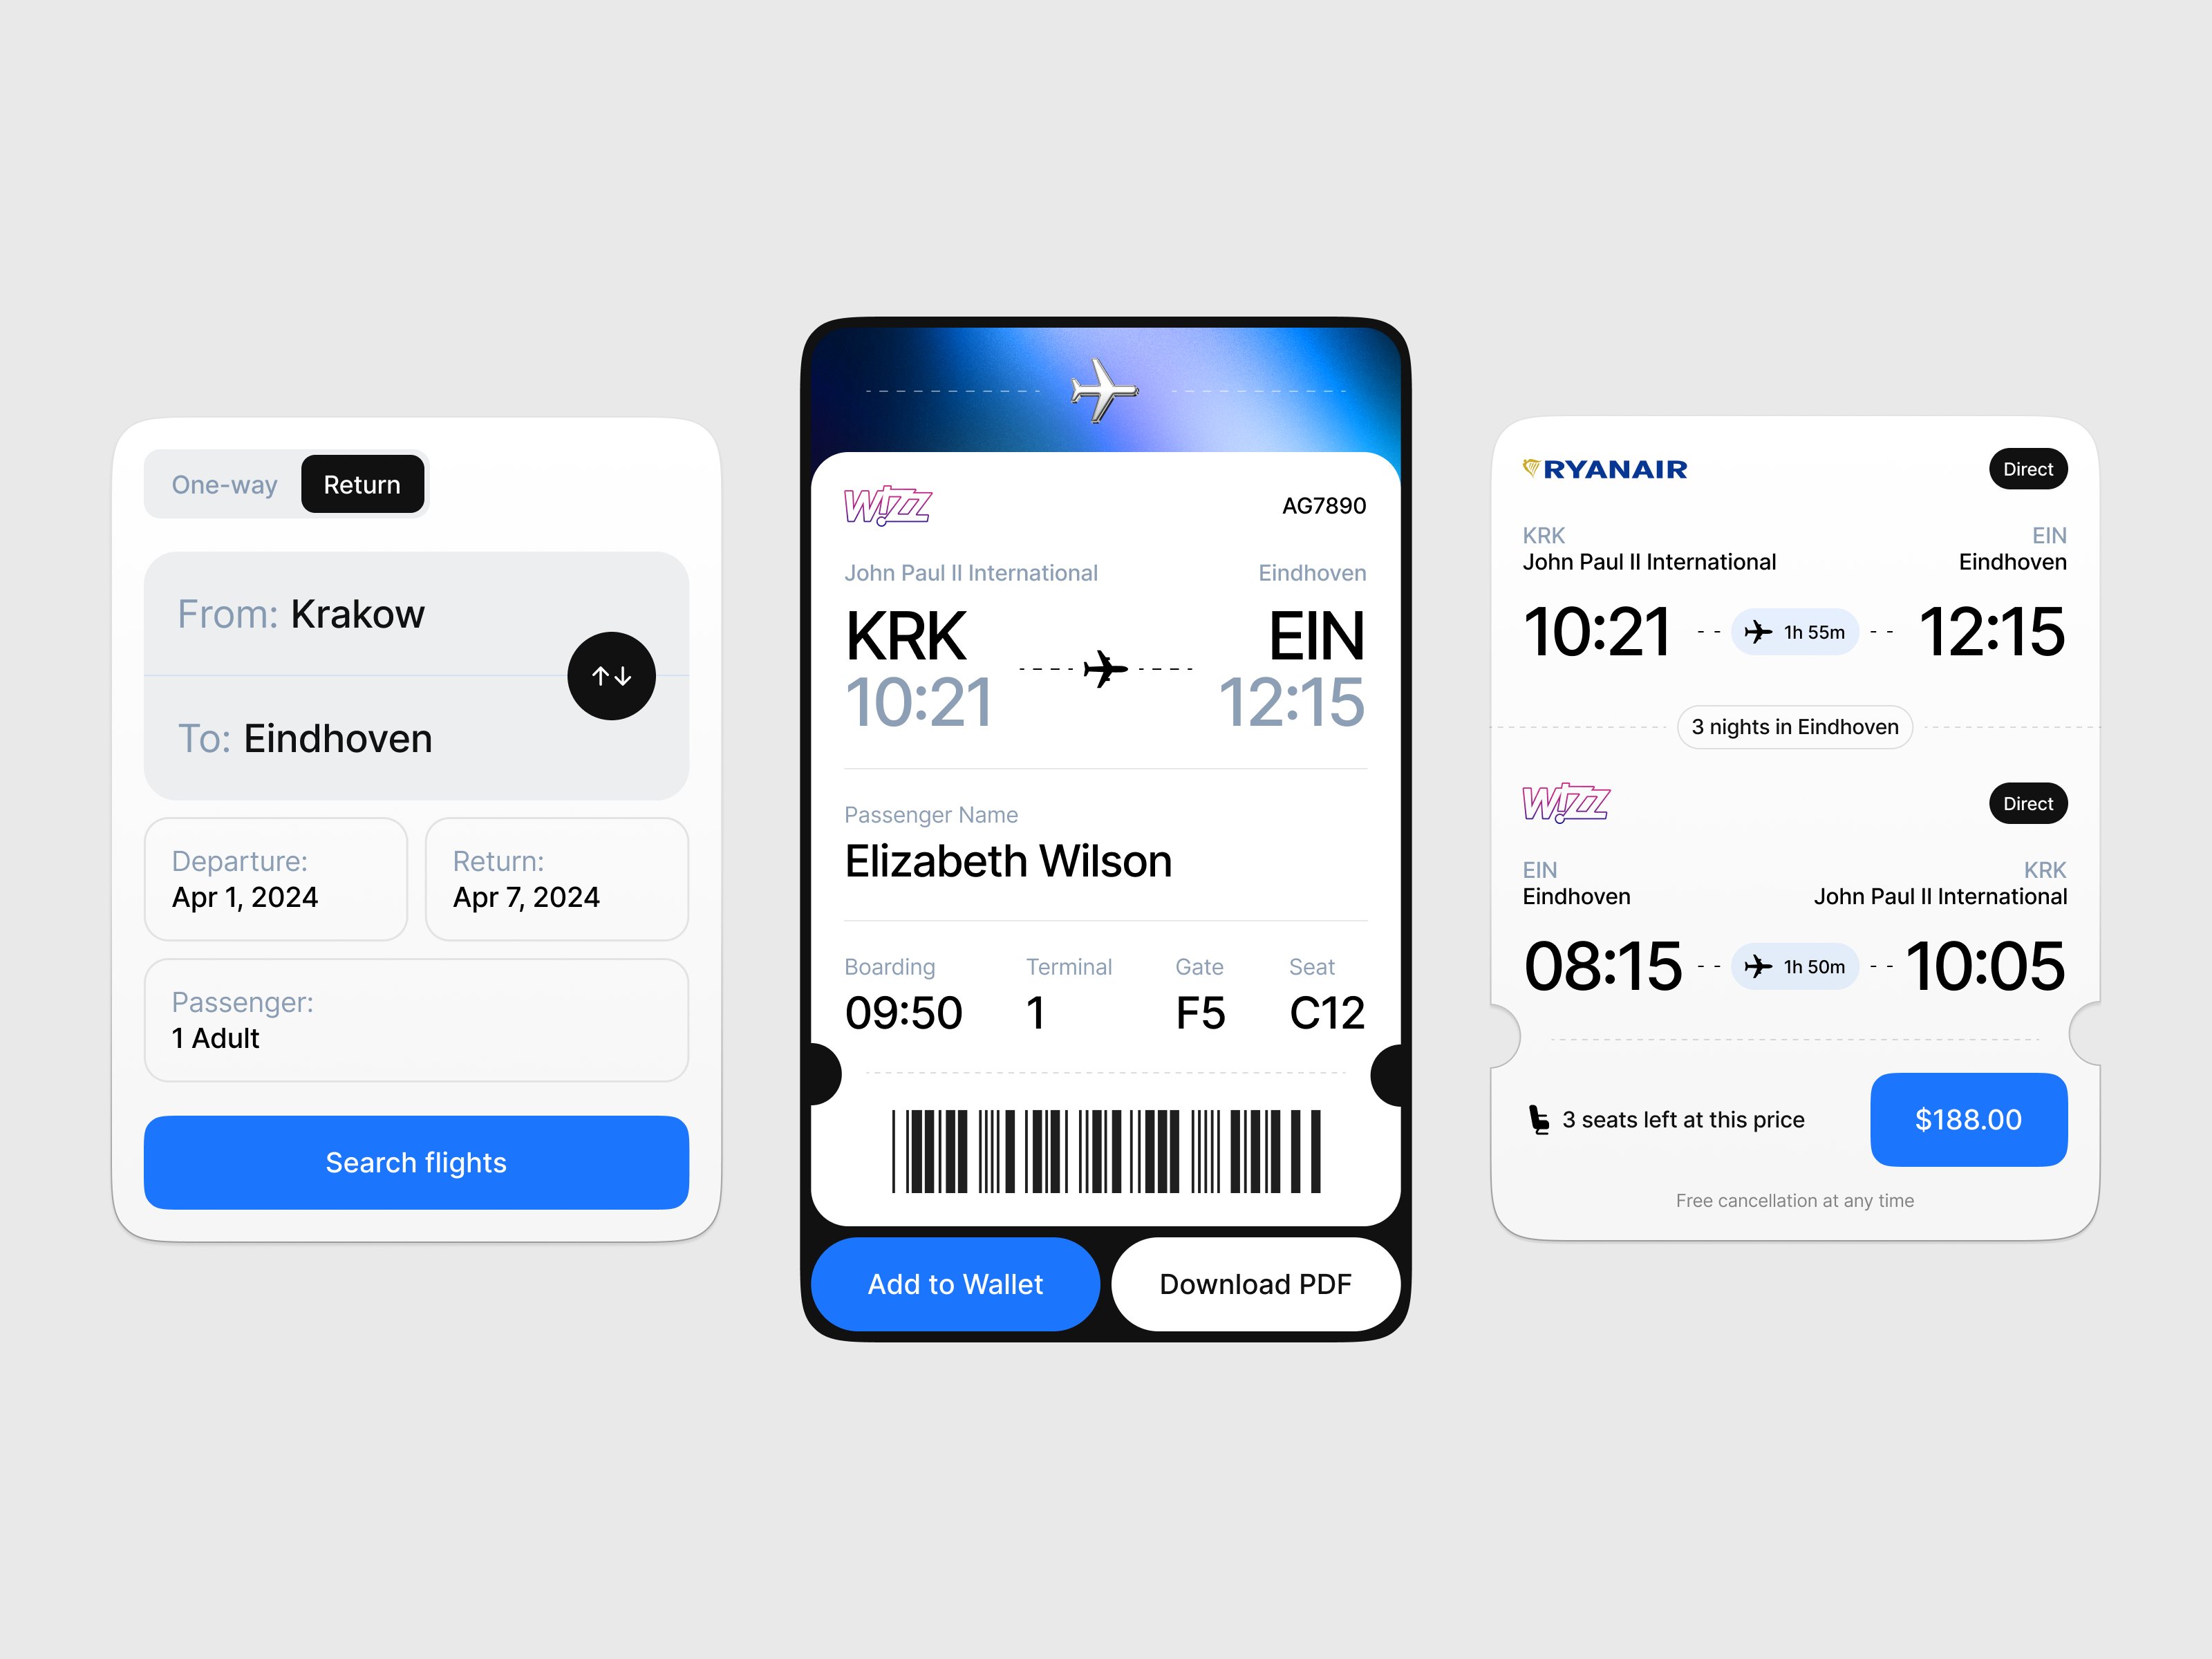 One-way Return
From: Krakow
To: Eindhoven
Departure:
Apr 1, 2024
Return:
Apr 7, 2024
Passenger:
1 Adult
Search flights
Wizz
AG7890
John Paul II International Eindhoven
KRK EIN
10:21 12:15
Passenger Name
Elizabeth Wilson
Boarding Terminal Gate Seat
09:50 1 F5 C12
Add to Wallet Download PDF
RYANAIR Direct
KRK EIN
John Paul II International Eindhoven
10:21 1h 55m 12:15
3 nights in Eindhoven
Wizz Direct
EIN KRK
Eindhoven John Paul II International
08:15 1h 50m 10:05
3 seats left at this price $188.00
Free cancellation at any time